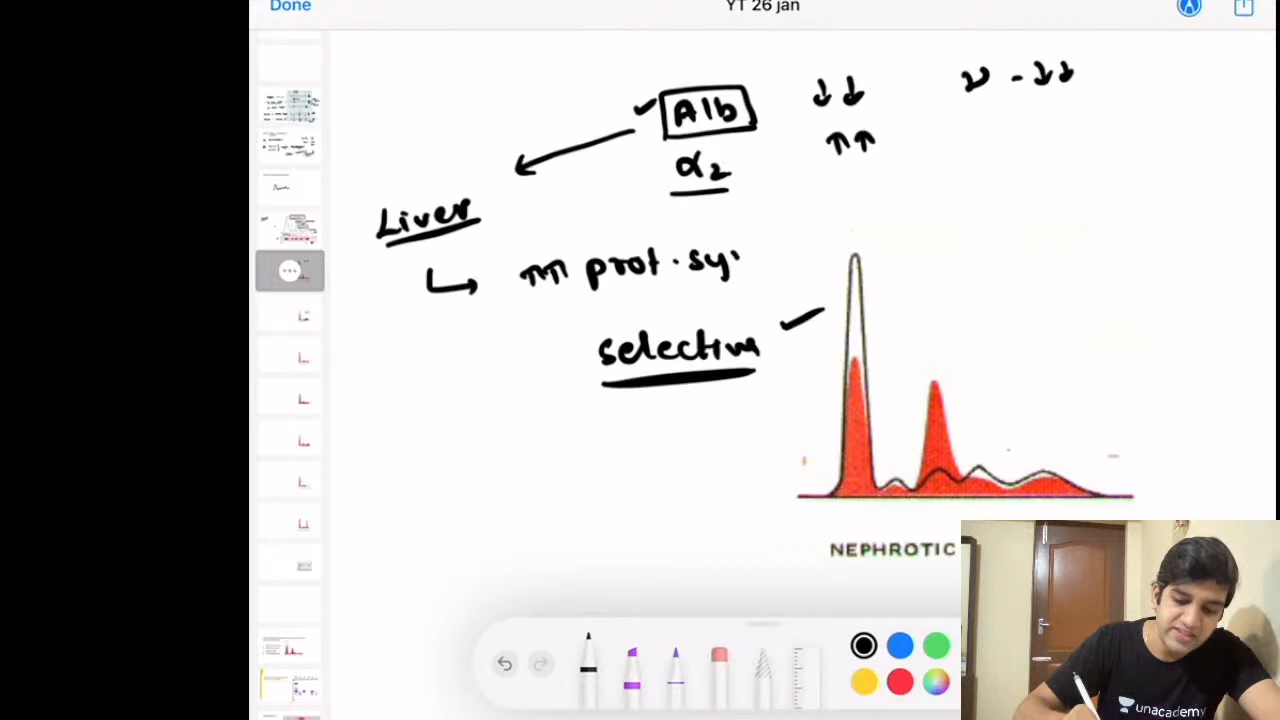 Done
YT 26 jan
Alb ↓↓ - ↓↓
α2 ↑↑
Liver
↑↑ prot. sy.
selective
NEPHROTIC
unacademy